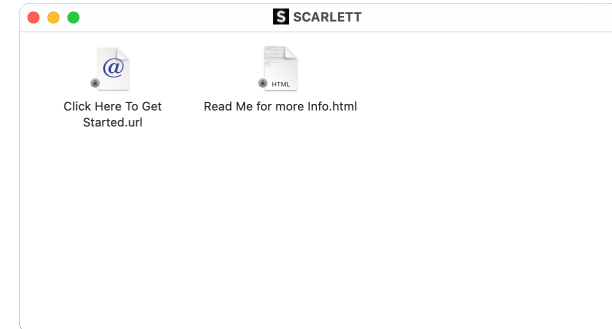 S SCARLETT
@
HTML
Click Here To Get
Started.url
Read Me for more Info.html